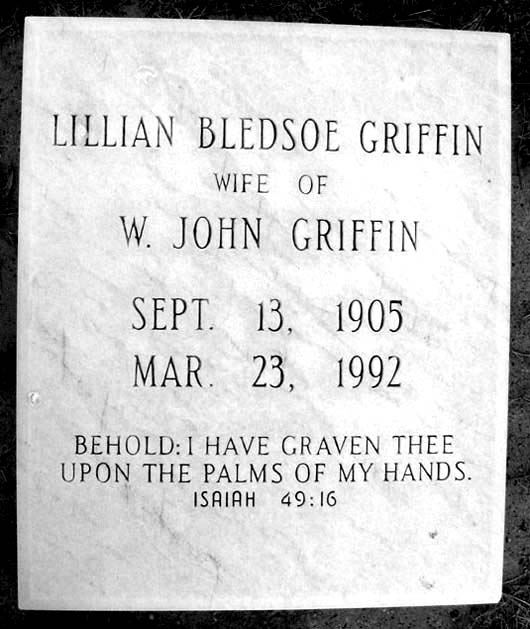 LILLIAN BLEDSOE GRIFFIN
WIFE OF
W. JOHN GRIFFIN
SEPT. 13, 1905
MAR. 23, 1992
BEHOLD: I HAVE GRAVEN THEE
UPON THE PALMS OF MY HANDS.
ISAIAH 49:16